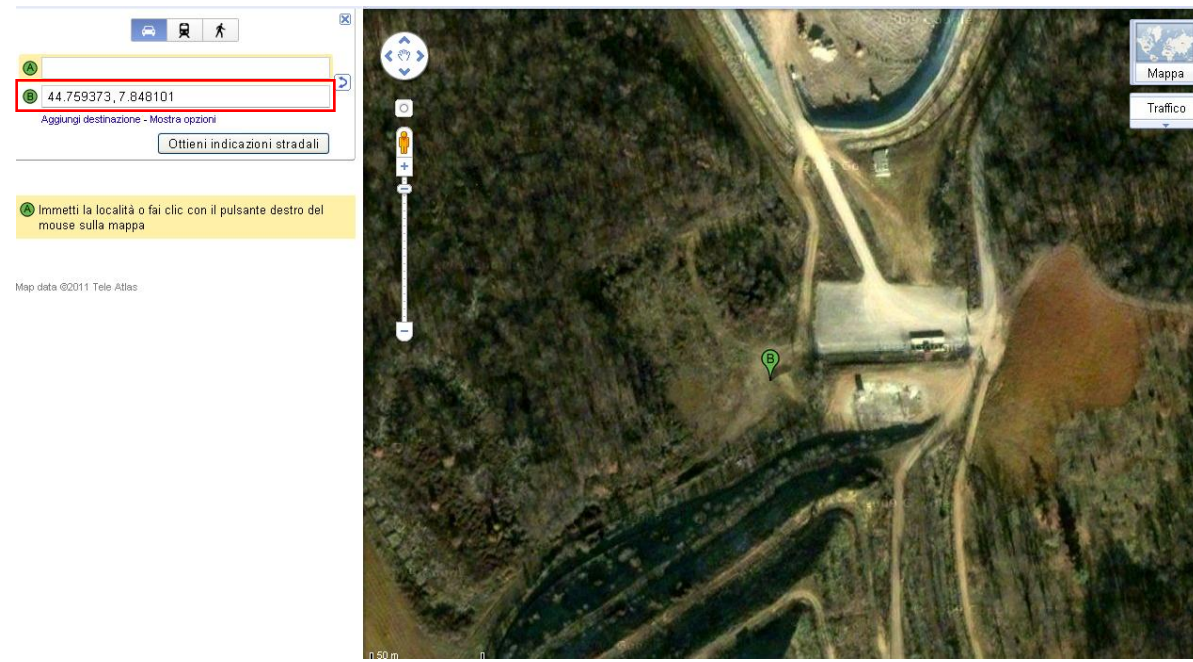 A
B 44.759373, 7.848101
Aggiungi destinazione - Mostra opzioni
Ottieni indicazioni stradali
A Immetti la località o fai clic con il pulsante destro del
mouse sulla mappa
Map data ©2011 Tele Atlas
Mappa
Traffico
B
50 m